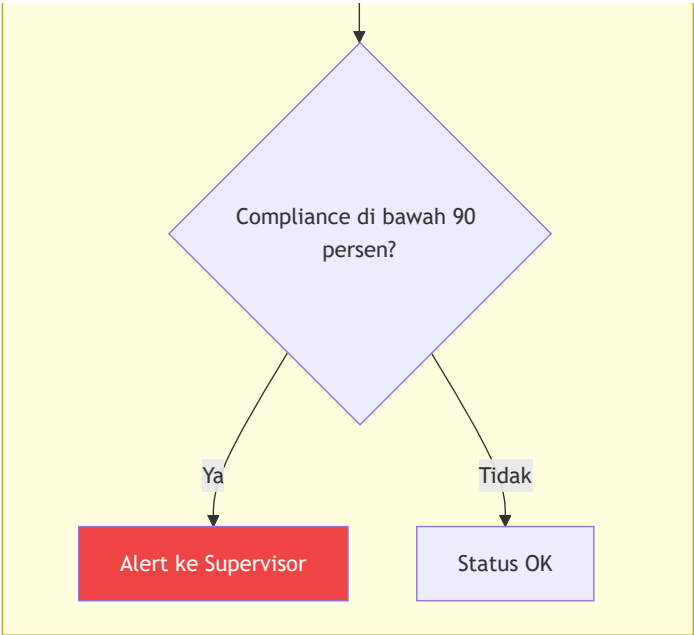 Compliance di bawah 90
persen?
Ya
Tidak
Alert ke Supervisor
Status OK